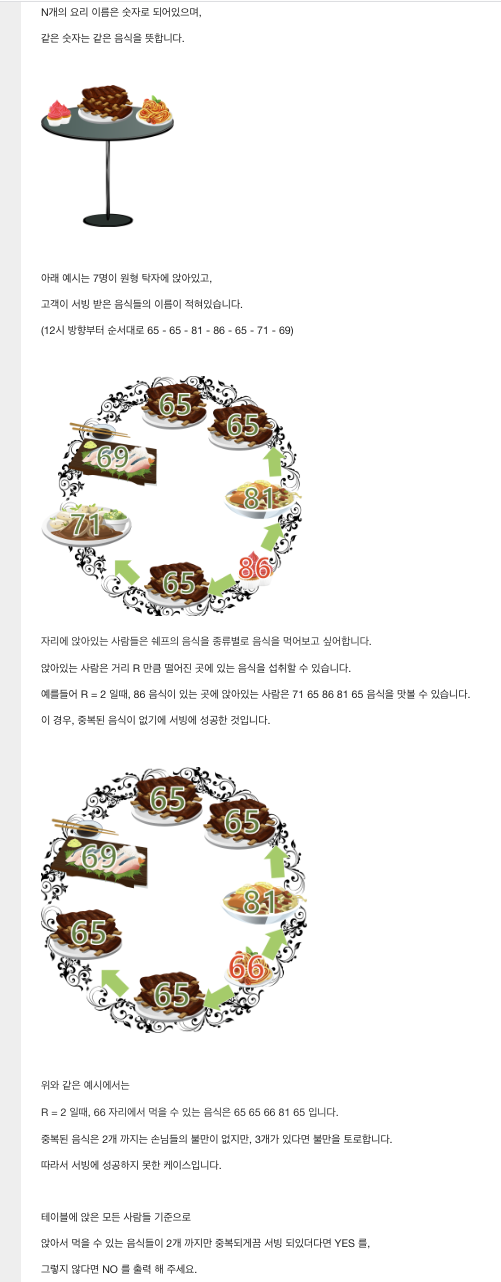 N개의 요리 이름은 숫자로 되어있으며,
같은 숫자는 같은 음식을 뜻합니다.
아래 예시는 7명이 원형 탁자에 앉아있고,
고객이 서빙 받은 음식들의 이름이 적혀있습니다.
(12시 방향부터 순서대로 65 - 65 - 81 - 86 - 65 - 71 - 69)
65
65
69
81
71
86
65
자리에 앉아있는 사람들은 쉐프의 음식을 종류별로 음식을 먹어보고 싶어합니다.
앉아있는 사람은 거리 R 만큼 떨어진 곳에 있는 음식을 섭취할 수 있습니다.
예를들어 R = 2 일때, 86 음식이 있는 곳에 앉아있는 사람은 71 65 86 81 65 음식을 맛볼 수 있습니다.
이 경우, 중복된 음식이 없기에 서빙에 성공한 것입니다.
65
65
69
81
65
66
65
위와 같은 예시에서는
R = 2 일때, 66 자리에서 먹을 수 있는 음식은 65 65 66 81 65 입니다.
중복된 음식은 2개 까지는 손님들의 불만이 없지만, 3개가 있다면 불만을 토로합니다.
따라서 서빙에 성공하지 못한 케이스입니다.
테이블에 앉은 모든 사람들 기준으로
앉아서 먹을 수 있는 음식들이 2개 까지만 중복되게끔 서빙 되있더다면 YES 를,
그렇지 않다면 NO 를 출력 해 주세요.